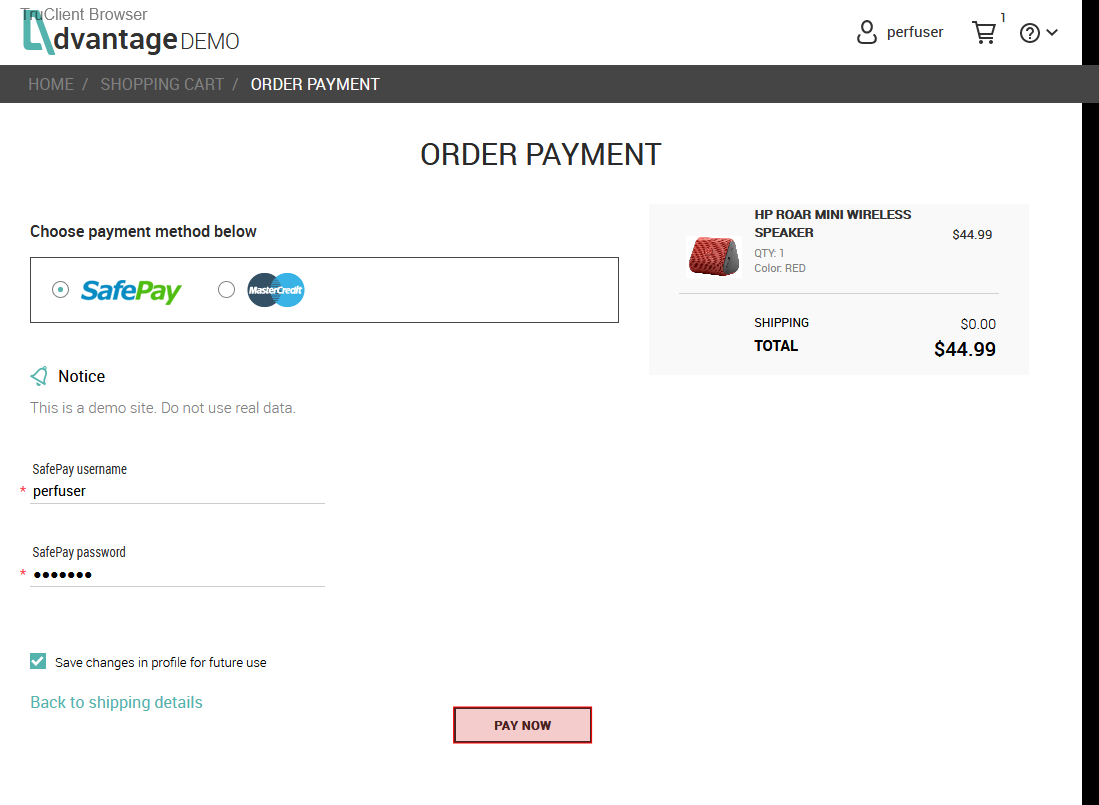 TruClient Browser
dvantage DEMO
perfuser
1
HOME / SHOPPING CART / ORDER PAYMENT
ORDER PAYMENT
Choose payment method below
SafePay
MasterCredit
HP ROAR MINI WIRELESS
SPEAKER
$44.99
QTY: 1
Color: RED
SHIPPING $0.00
TOTAL $44.99
Notice
This is a demo site. Do not use real data.
SafePay username
* perfuser
SafePay password
* •••••••
Save changes in profile for future use
Back to shipping details
PAY NOW